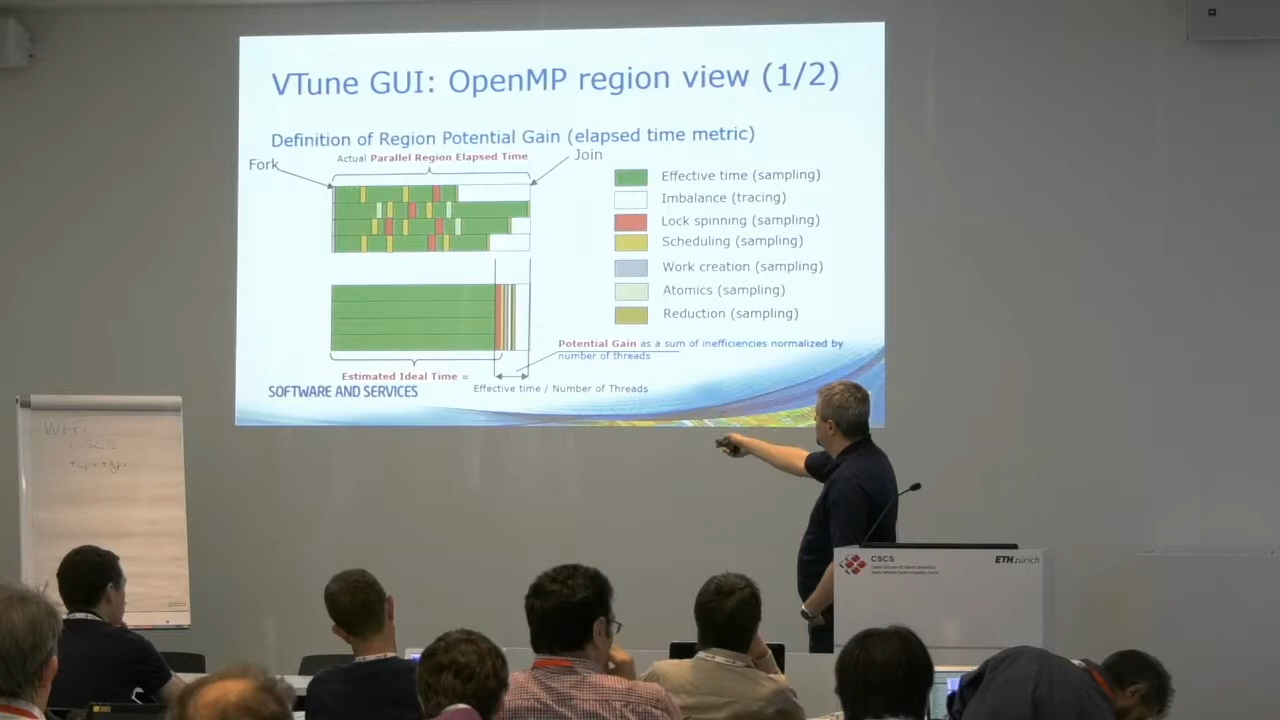 VTune GUI: OpenMP region view (1/2)
Definition of Region Potential Gain (elapsed time metric)
Fork
Actual Parallel Region Elapsed Time
Join
Effective time (sampling)
Imbalance (tracing)
Lock spinning (sampling)
Scheduling (sampling)
Work creation (sampling)
Atomics (sampling)
Reduction (sampling)
Potential Gain as a sum of inefficiencies normalized by
number of threads
Estimated Ideal Time =
Effective time / Number of Threads
SOFTWARE AND SERVICES
CSCS
CSCS
ETH zürich